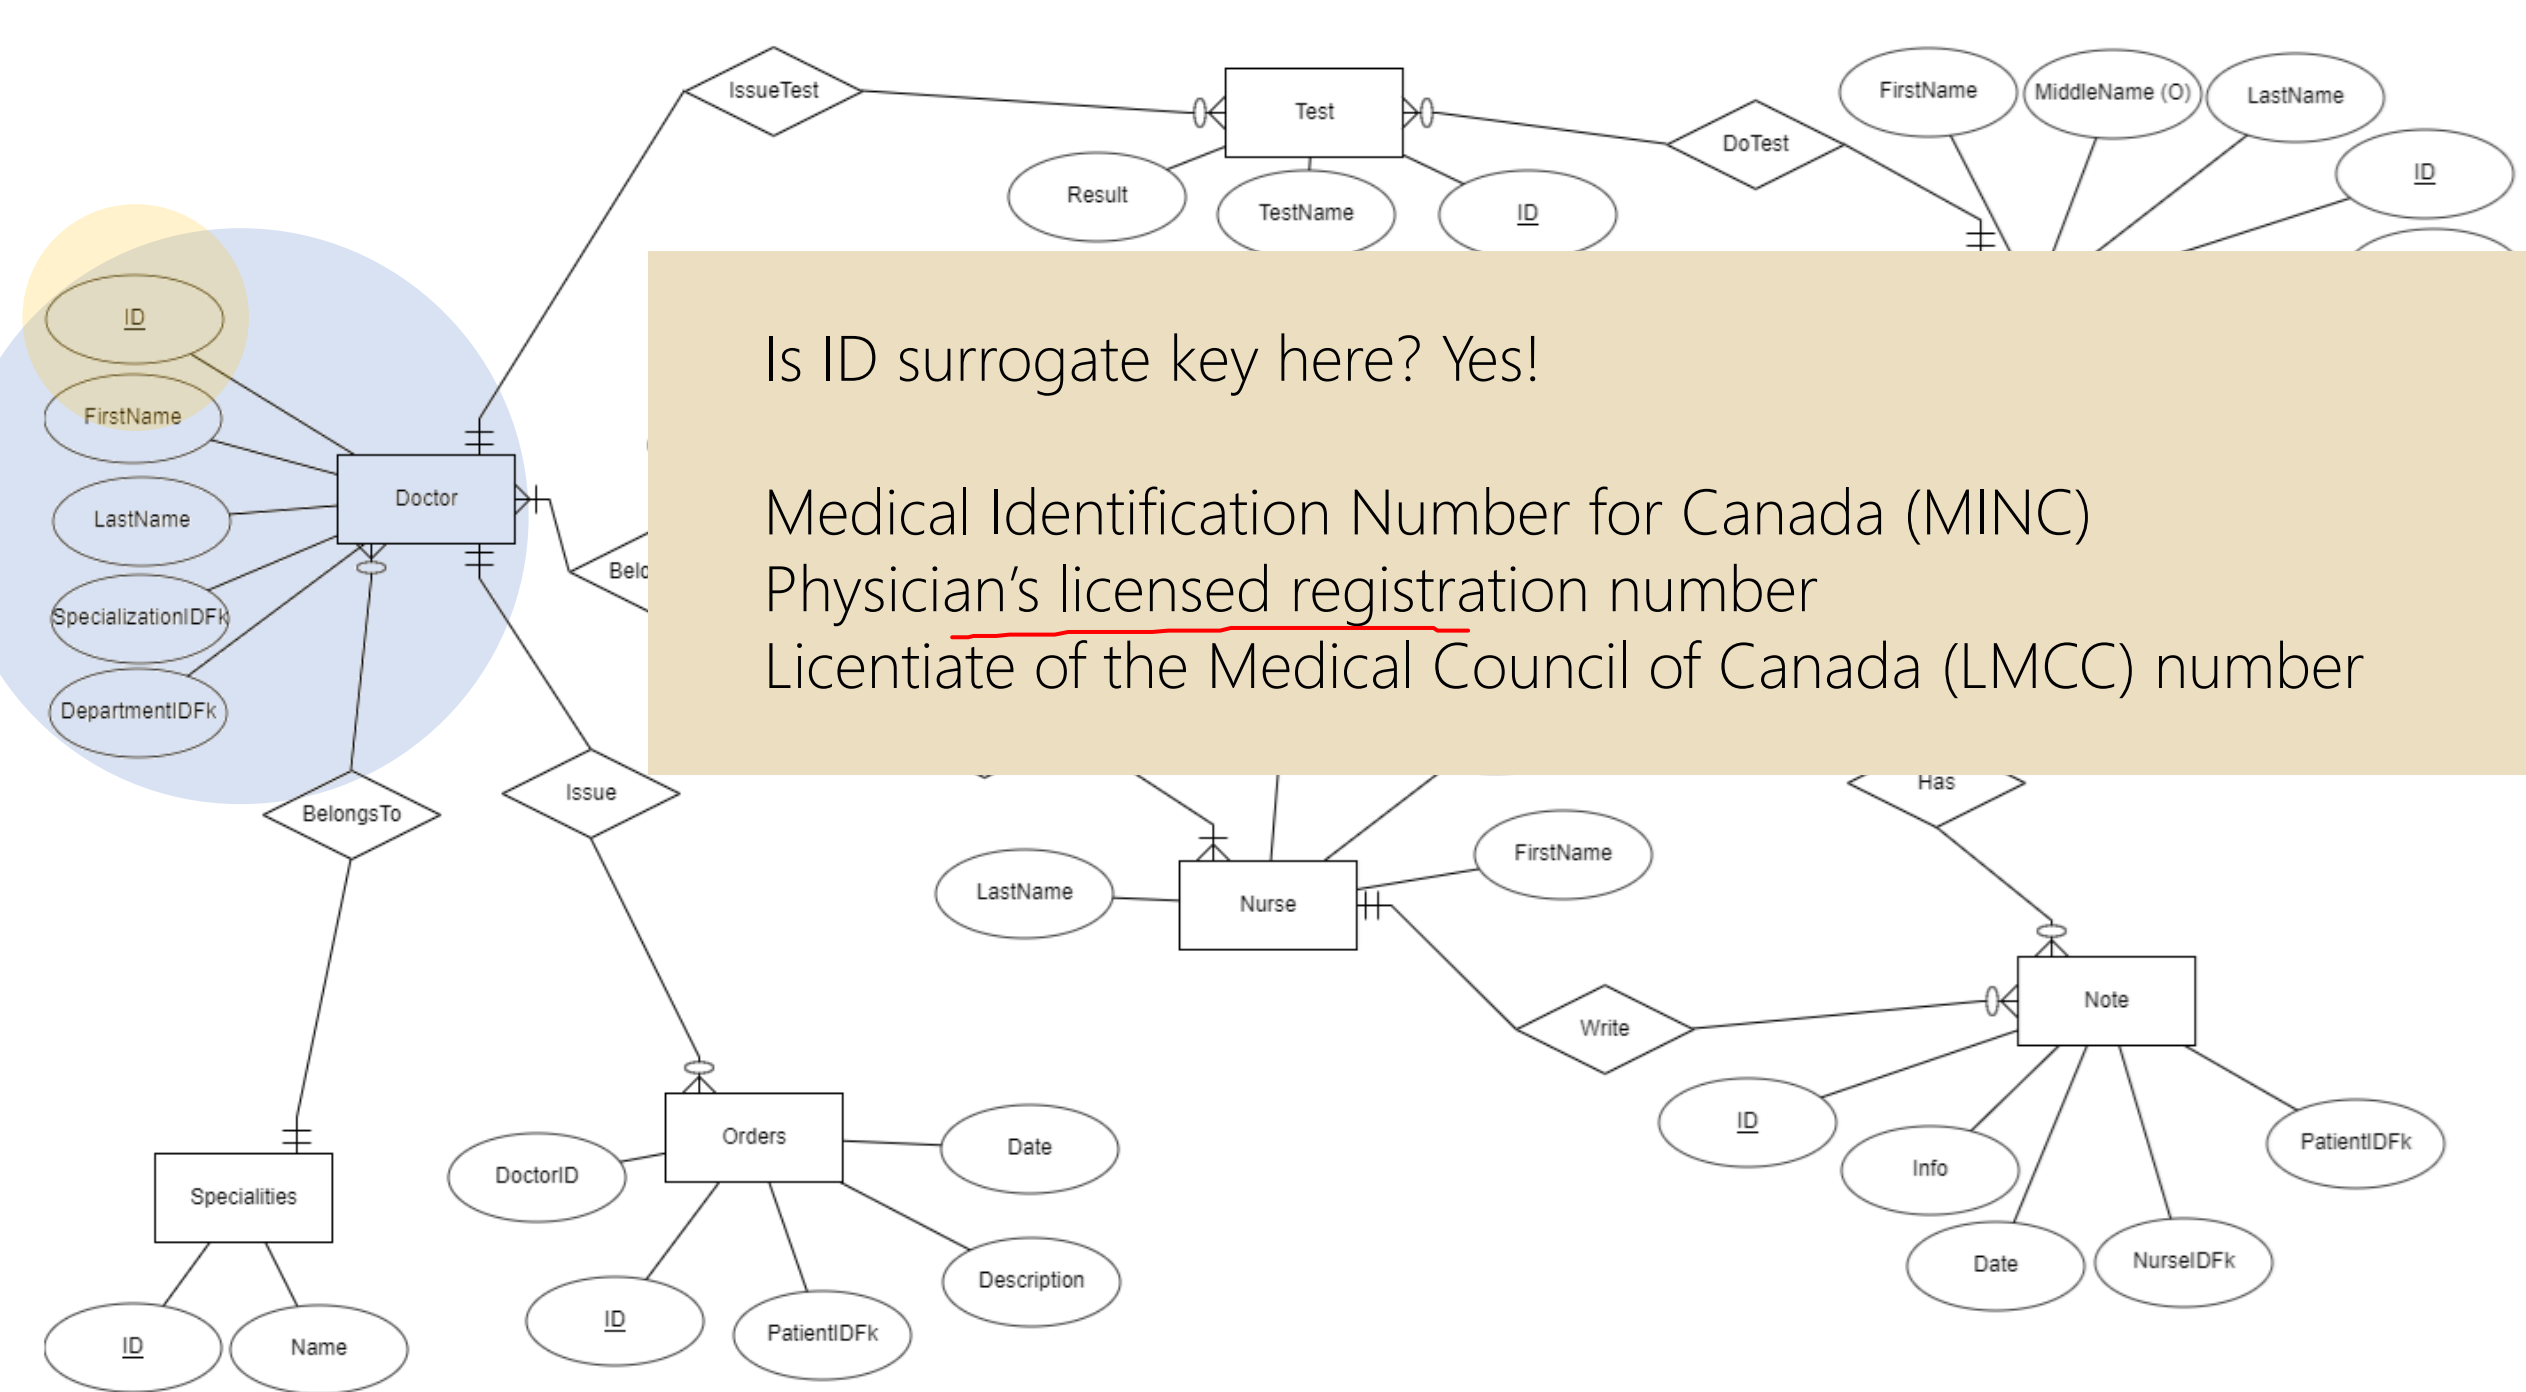 IssueTest
Test
DoTest
FirstName
MiddleName (O)
LastName
ID
Result
TestName
ID
ID
FirstName
LastName
SpecializationIDFk
DepartmentIDFk
Doctor
Is ID surrogate key here? Yes!
Medical Identification Number for Canada (MINC)
Physician’s licensed registration number
Licentiate of the Medical Council of Canada (LMCC) number
BelongsTo
Issue
Has
LastName
Nurse
FirstName
Write
Note
ID
Info
Date
NurseIDFk
PatientIDFk
Specialities
ID
Name
Orders
DoctorID
Date
ID
PatientIDFk
Description